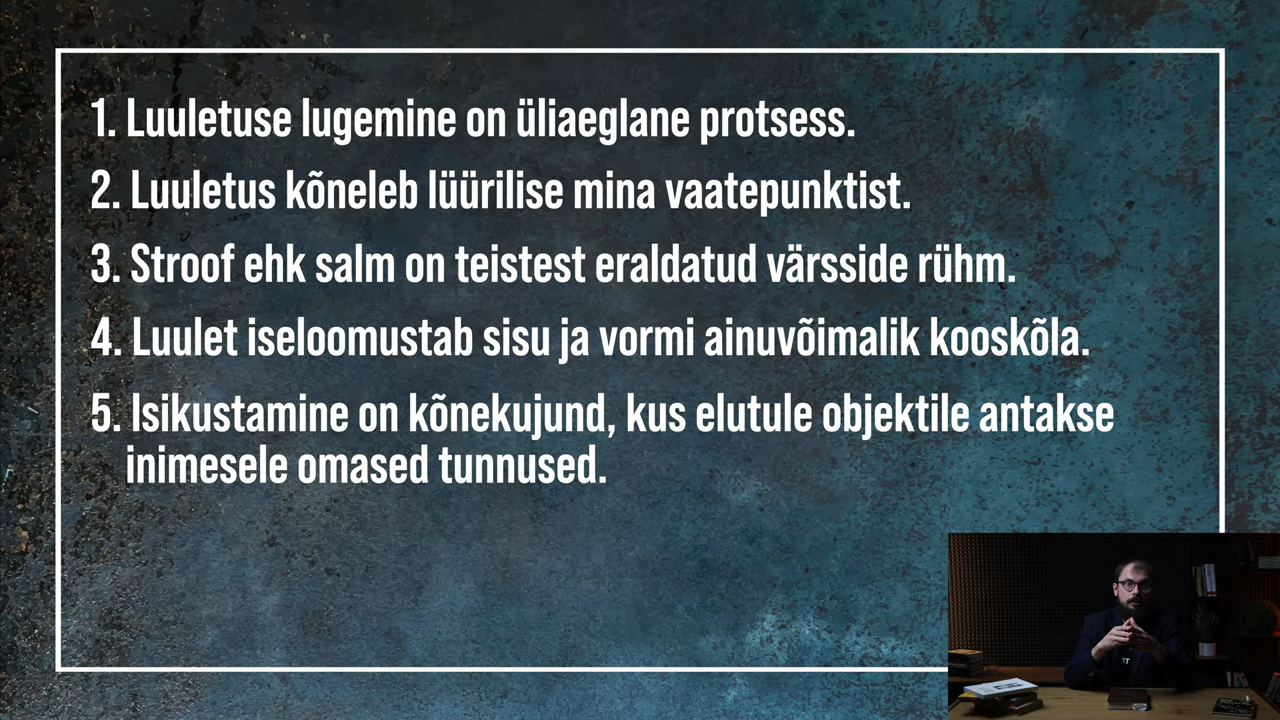 1. Luuletuse lugemine on üliaeglane protsess.
2. Luuletus kõneleb lüürilise mina vaatepunktist.
3. Stroof ehk salm on teistest eraldatud värsside rühm.
4. Luulet iseloomustab sisu ja vormi ainuvõimalik kooskõla.
5. Isikustamine on kõnekujund, kus elutule objektile antakse
inimesele omased tunnused.